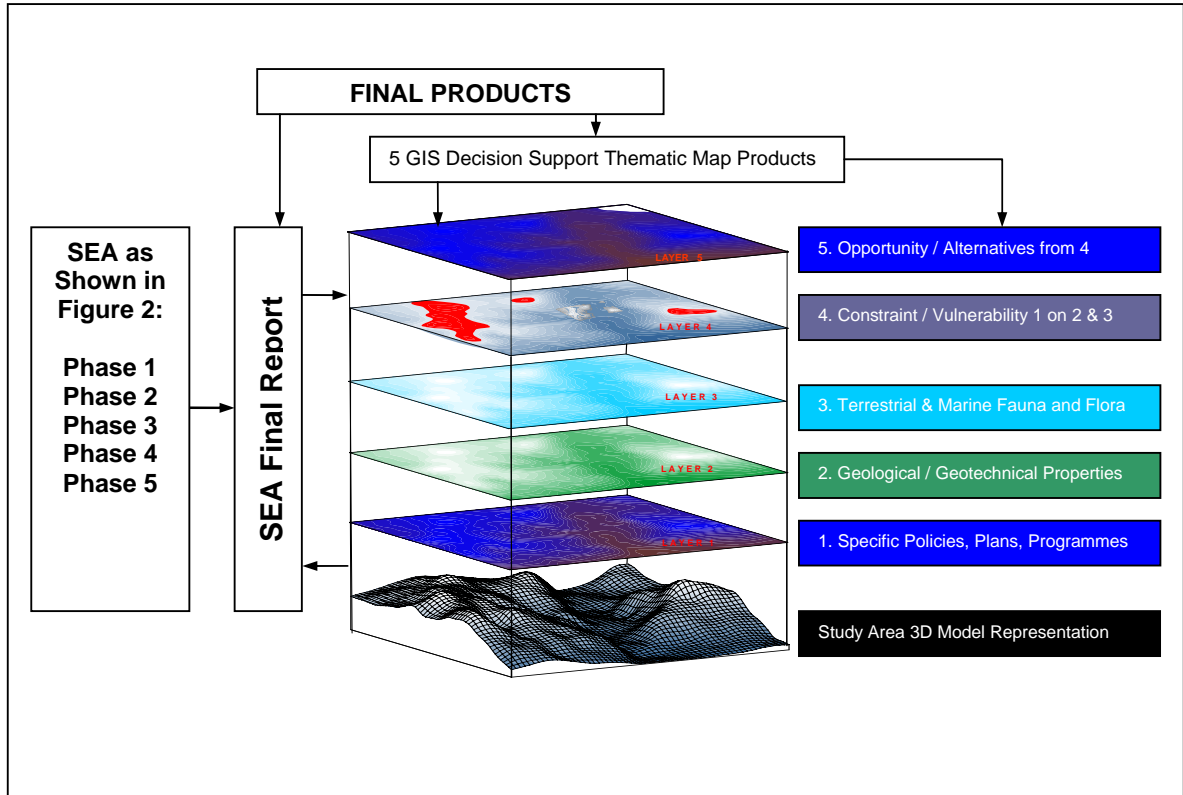 FINAL PRODUCTS
5 GIS Decision Support Thematic Map Products
SEA as
Shown in
Figure 2:
Phase 1
Phase 2
Phase 3
Phase 4
Phase 5
SEA Final Report
LAYER 5
LAYER 4
LAYER 3
LAYER 2
5. Opportunity / Alternatives from 4
4. Constraint / Vulnerability 1 on 2 & 3
3. Terrestrial & Marine Fauna and Flora
2. Geological / Geotechnical Properties
1. Specific Policies, Plans, Programmes
Study Area 3D Model Representation